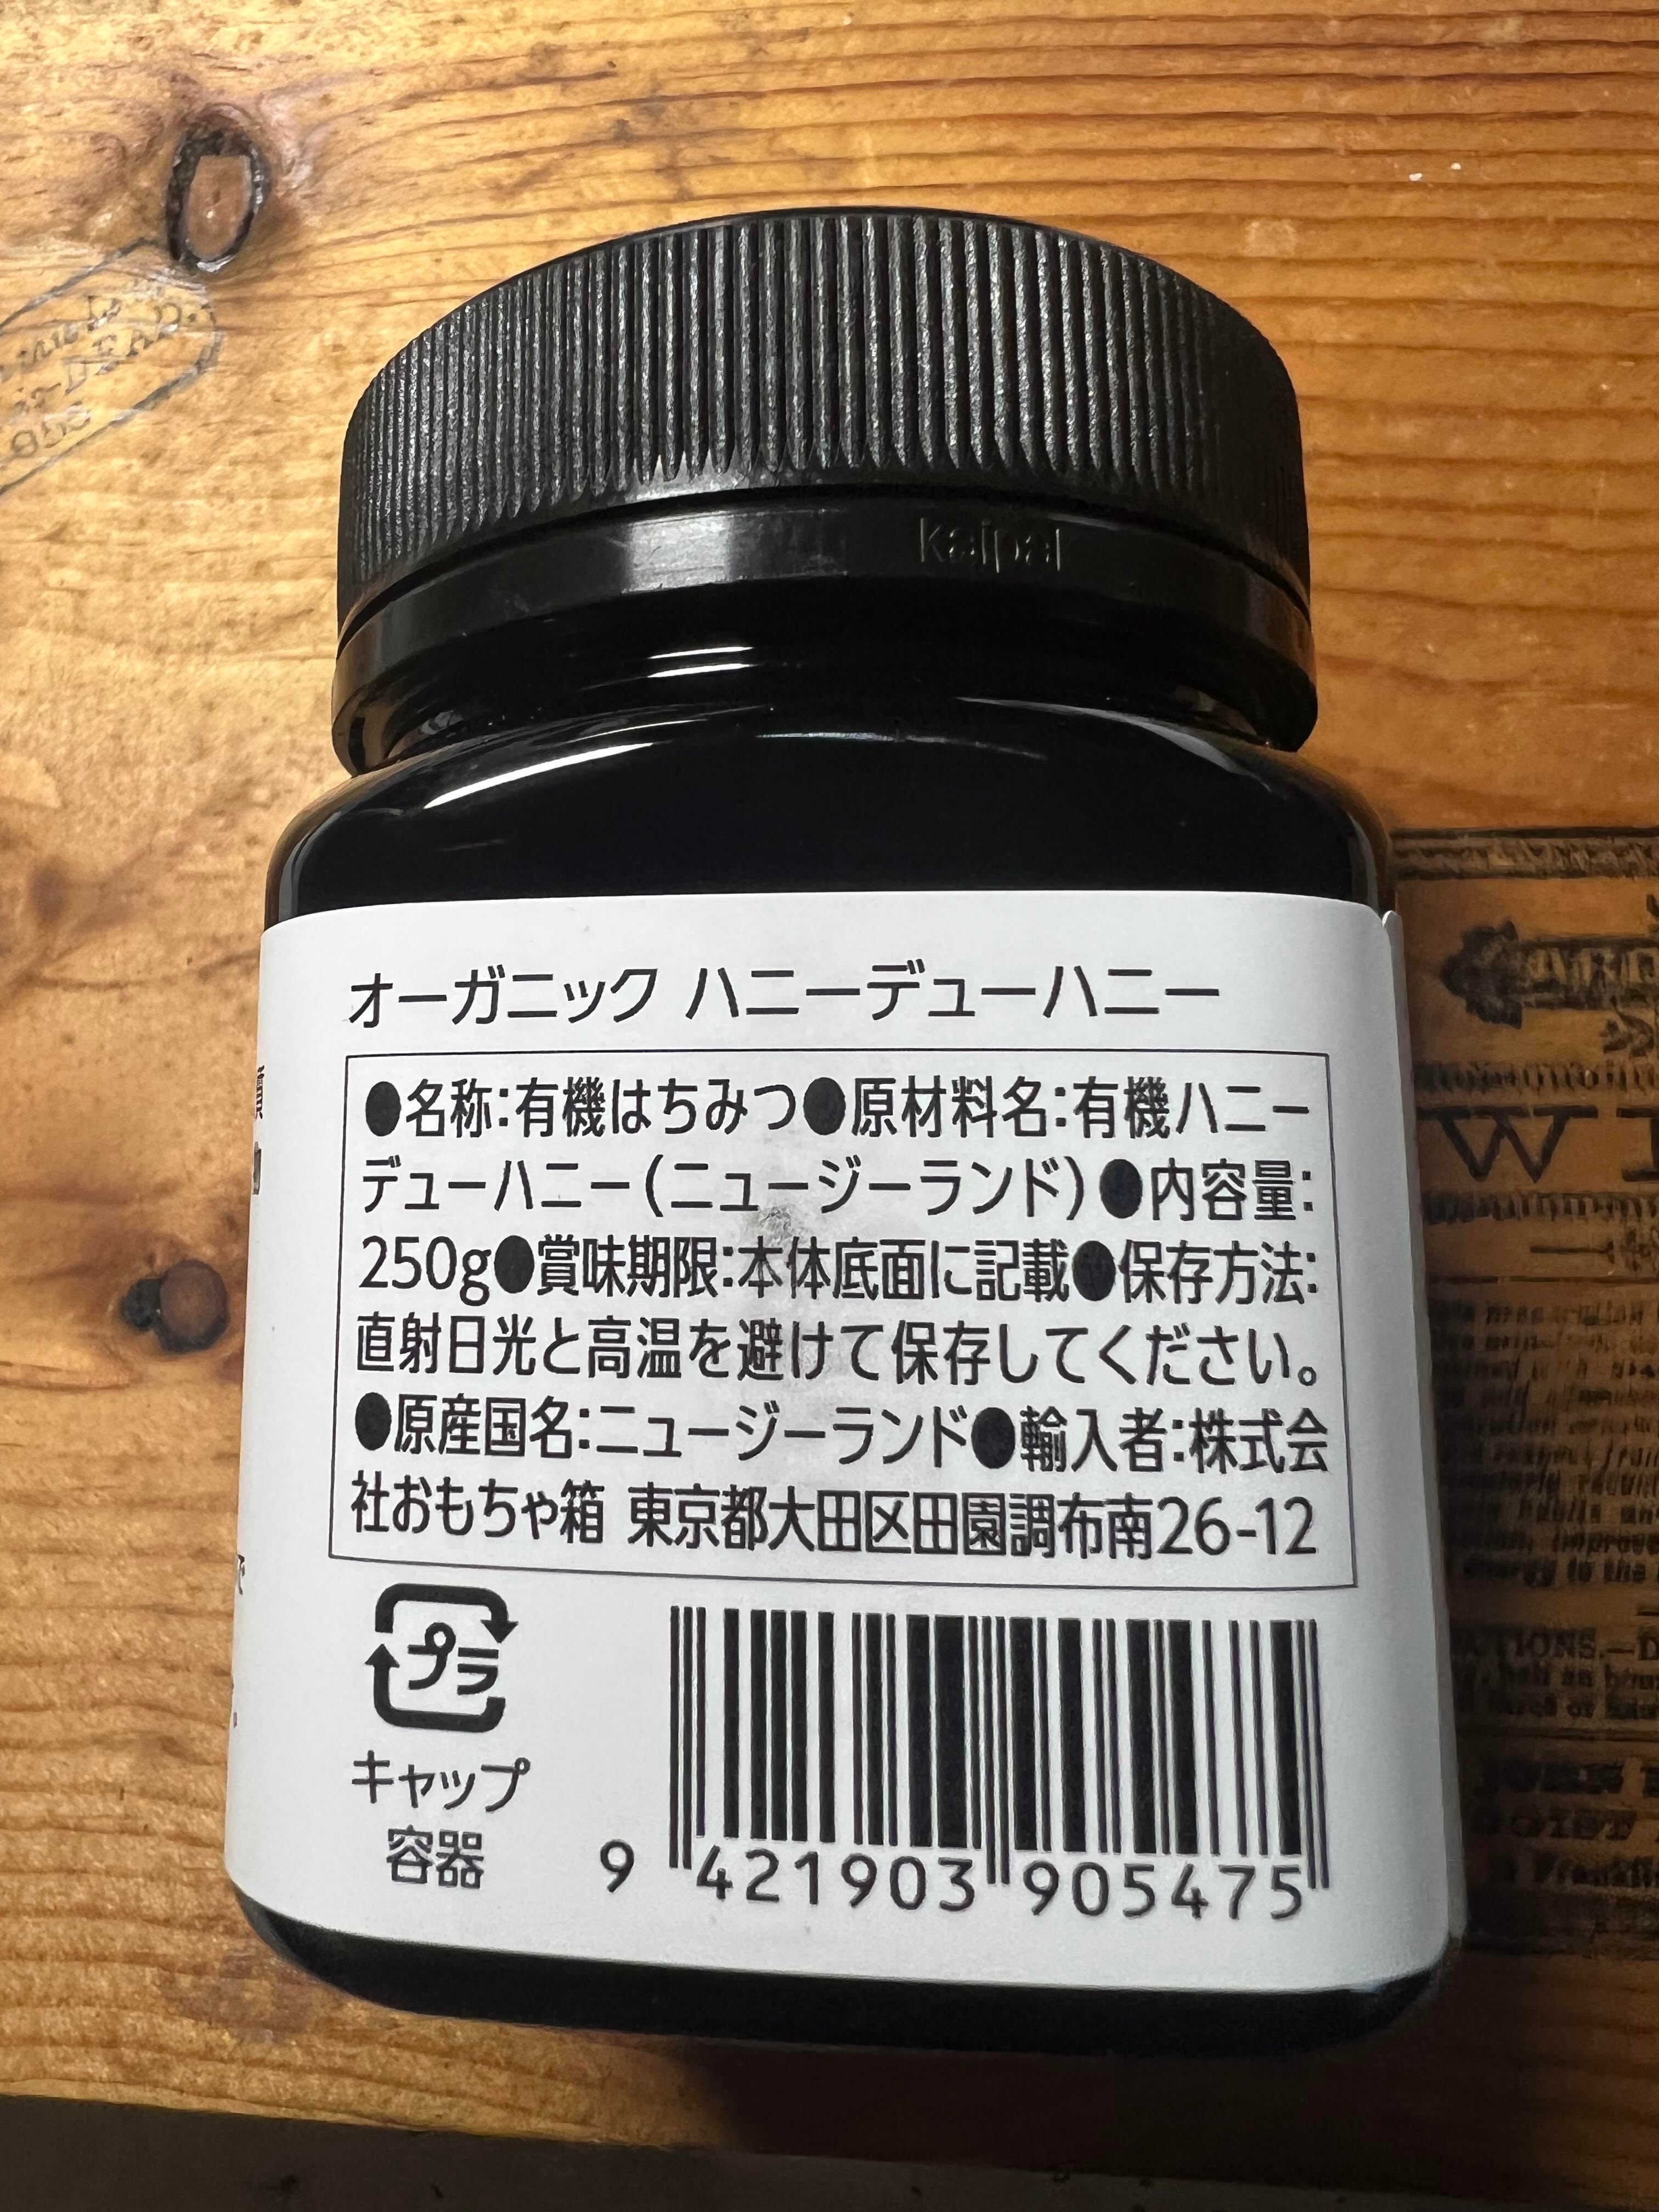 kaipal
オーガニック ハニーデューハニー
●名称:有機はちみつ●原材料名:有機ハニー
デューハニー(ニュージーランド)●内容量:
250g●賞味期限:本体底面に記載●保存方法:
直射日光と高温を避けて保存してください。
●原産国名:ニュージーランド●輸入者:株式会
社おもちゃ箱 東京都大田区田園調布南26-12
プラ
キャップ
容器
9 421903 905475